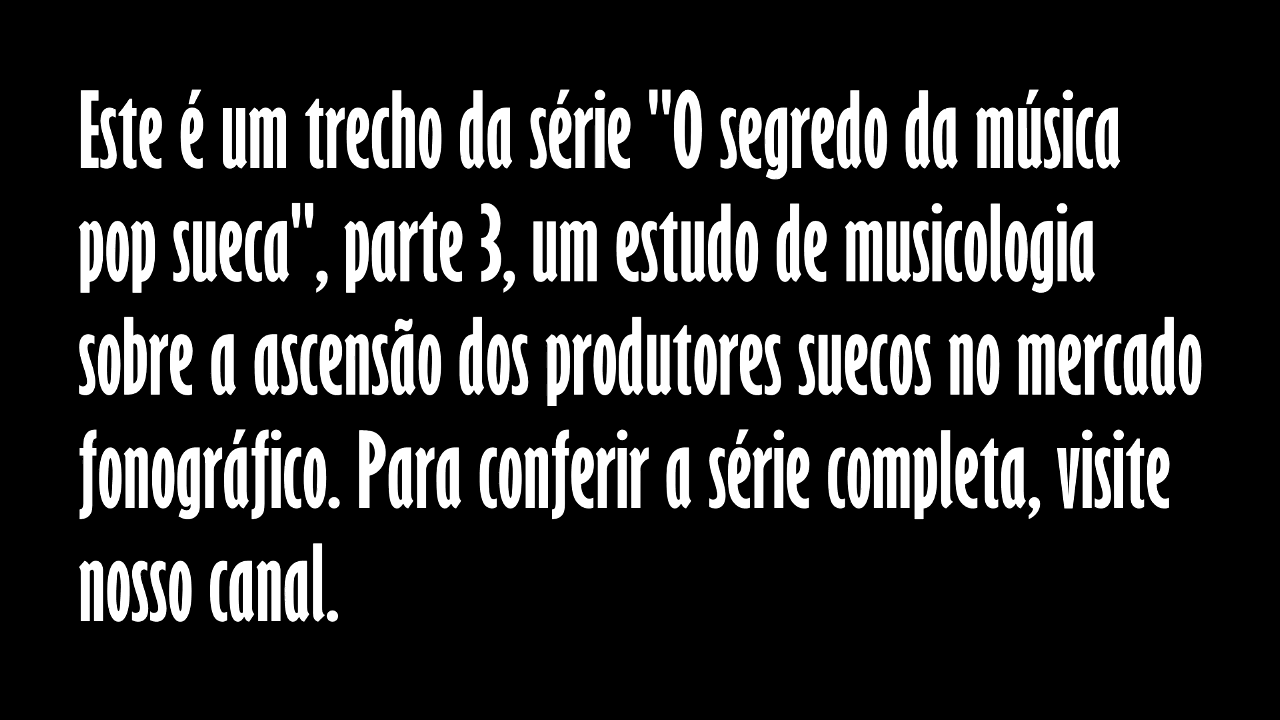 Este é um trecho da série "O segredo da música
pop sueca", parte 3, um estudo de musicologia
sobre a ascensão dos produtores suecos no mercado
fonográfico. Para conferir a série completa, visite
nosso canal.